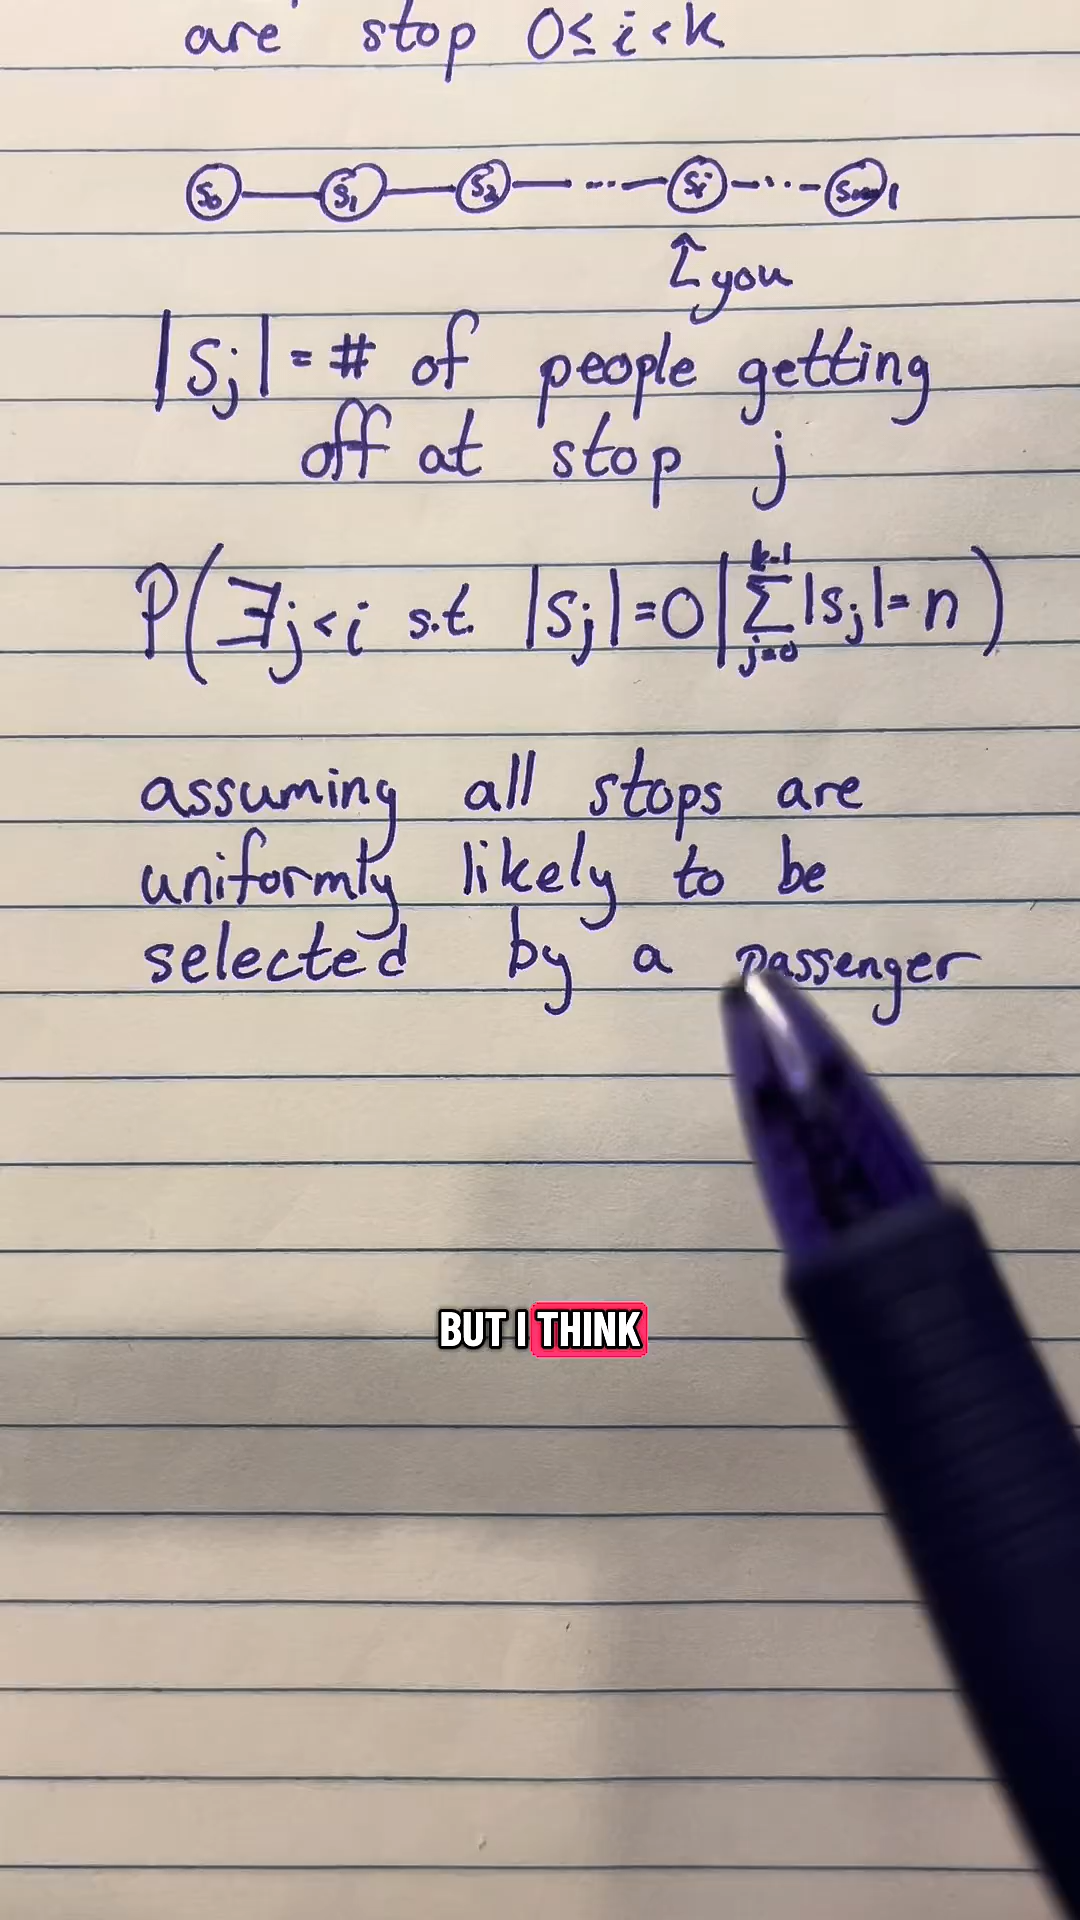 are stop 0≤i<k
S₀ S₁ S₂ ... Sᵢ ...
↑you
|Sⱼ| = # of people getting
off at stop j
P(∃j<i s.t. |Sⱼ|=0 | ∑_{j=0}^{k-1} |Sⱼ|=n)
assuming all stops are
uniformly likely to be
selected by a passenger
BUT I THINK